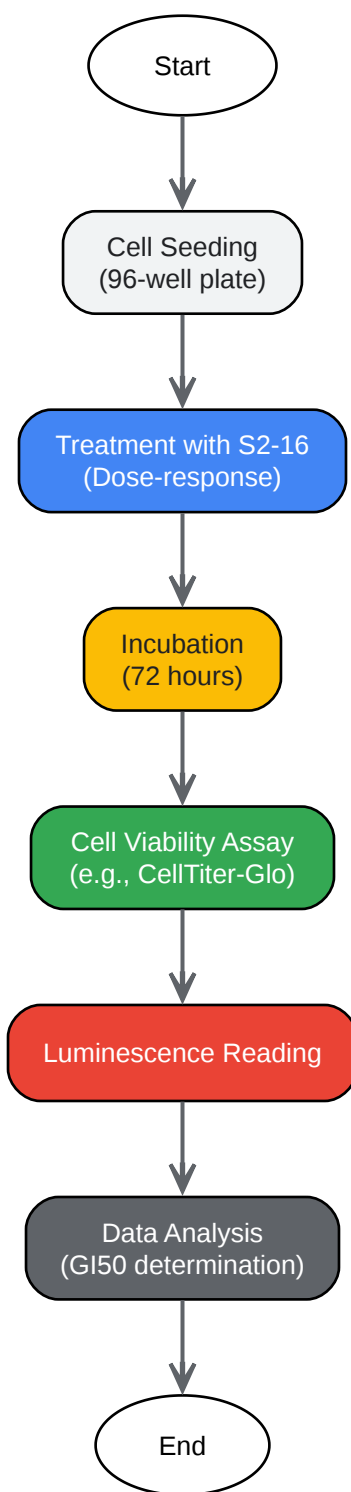 Start
Cell Seeding
(96-well plate)
Treatment with S2-16
(Dose-response)
Incubation
(72 hours)
Cell Viability Assay
(e.g., CellTiter-Glo)
Luminescence Reading
Data Analysis
(GI50 determination)
End